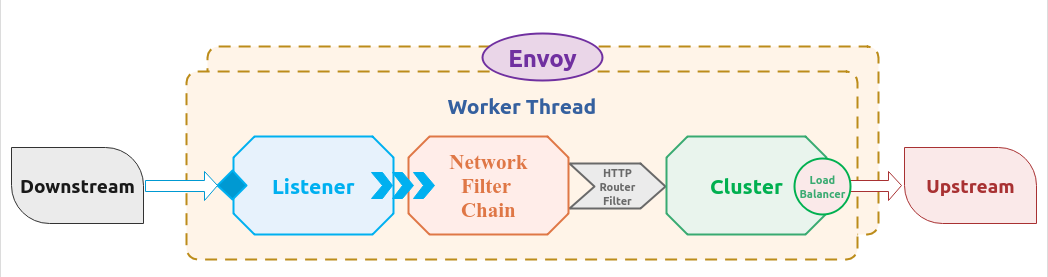 Envoy
Worker Thread
Downstream
Listener
Network
Filter
Chain
HTTP
Router
Filter
Cluster
Load
Balancer
Upstream